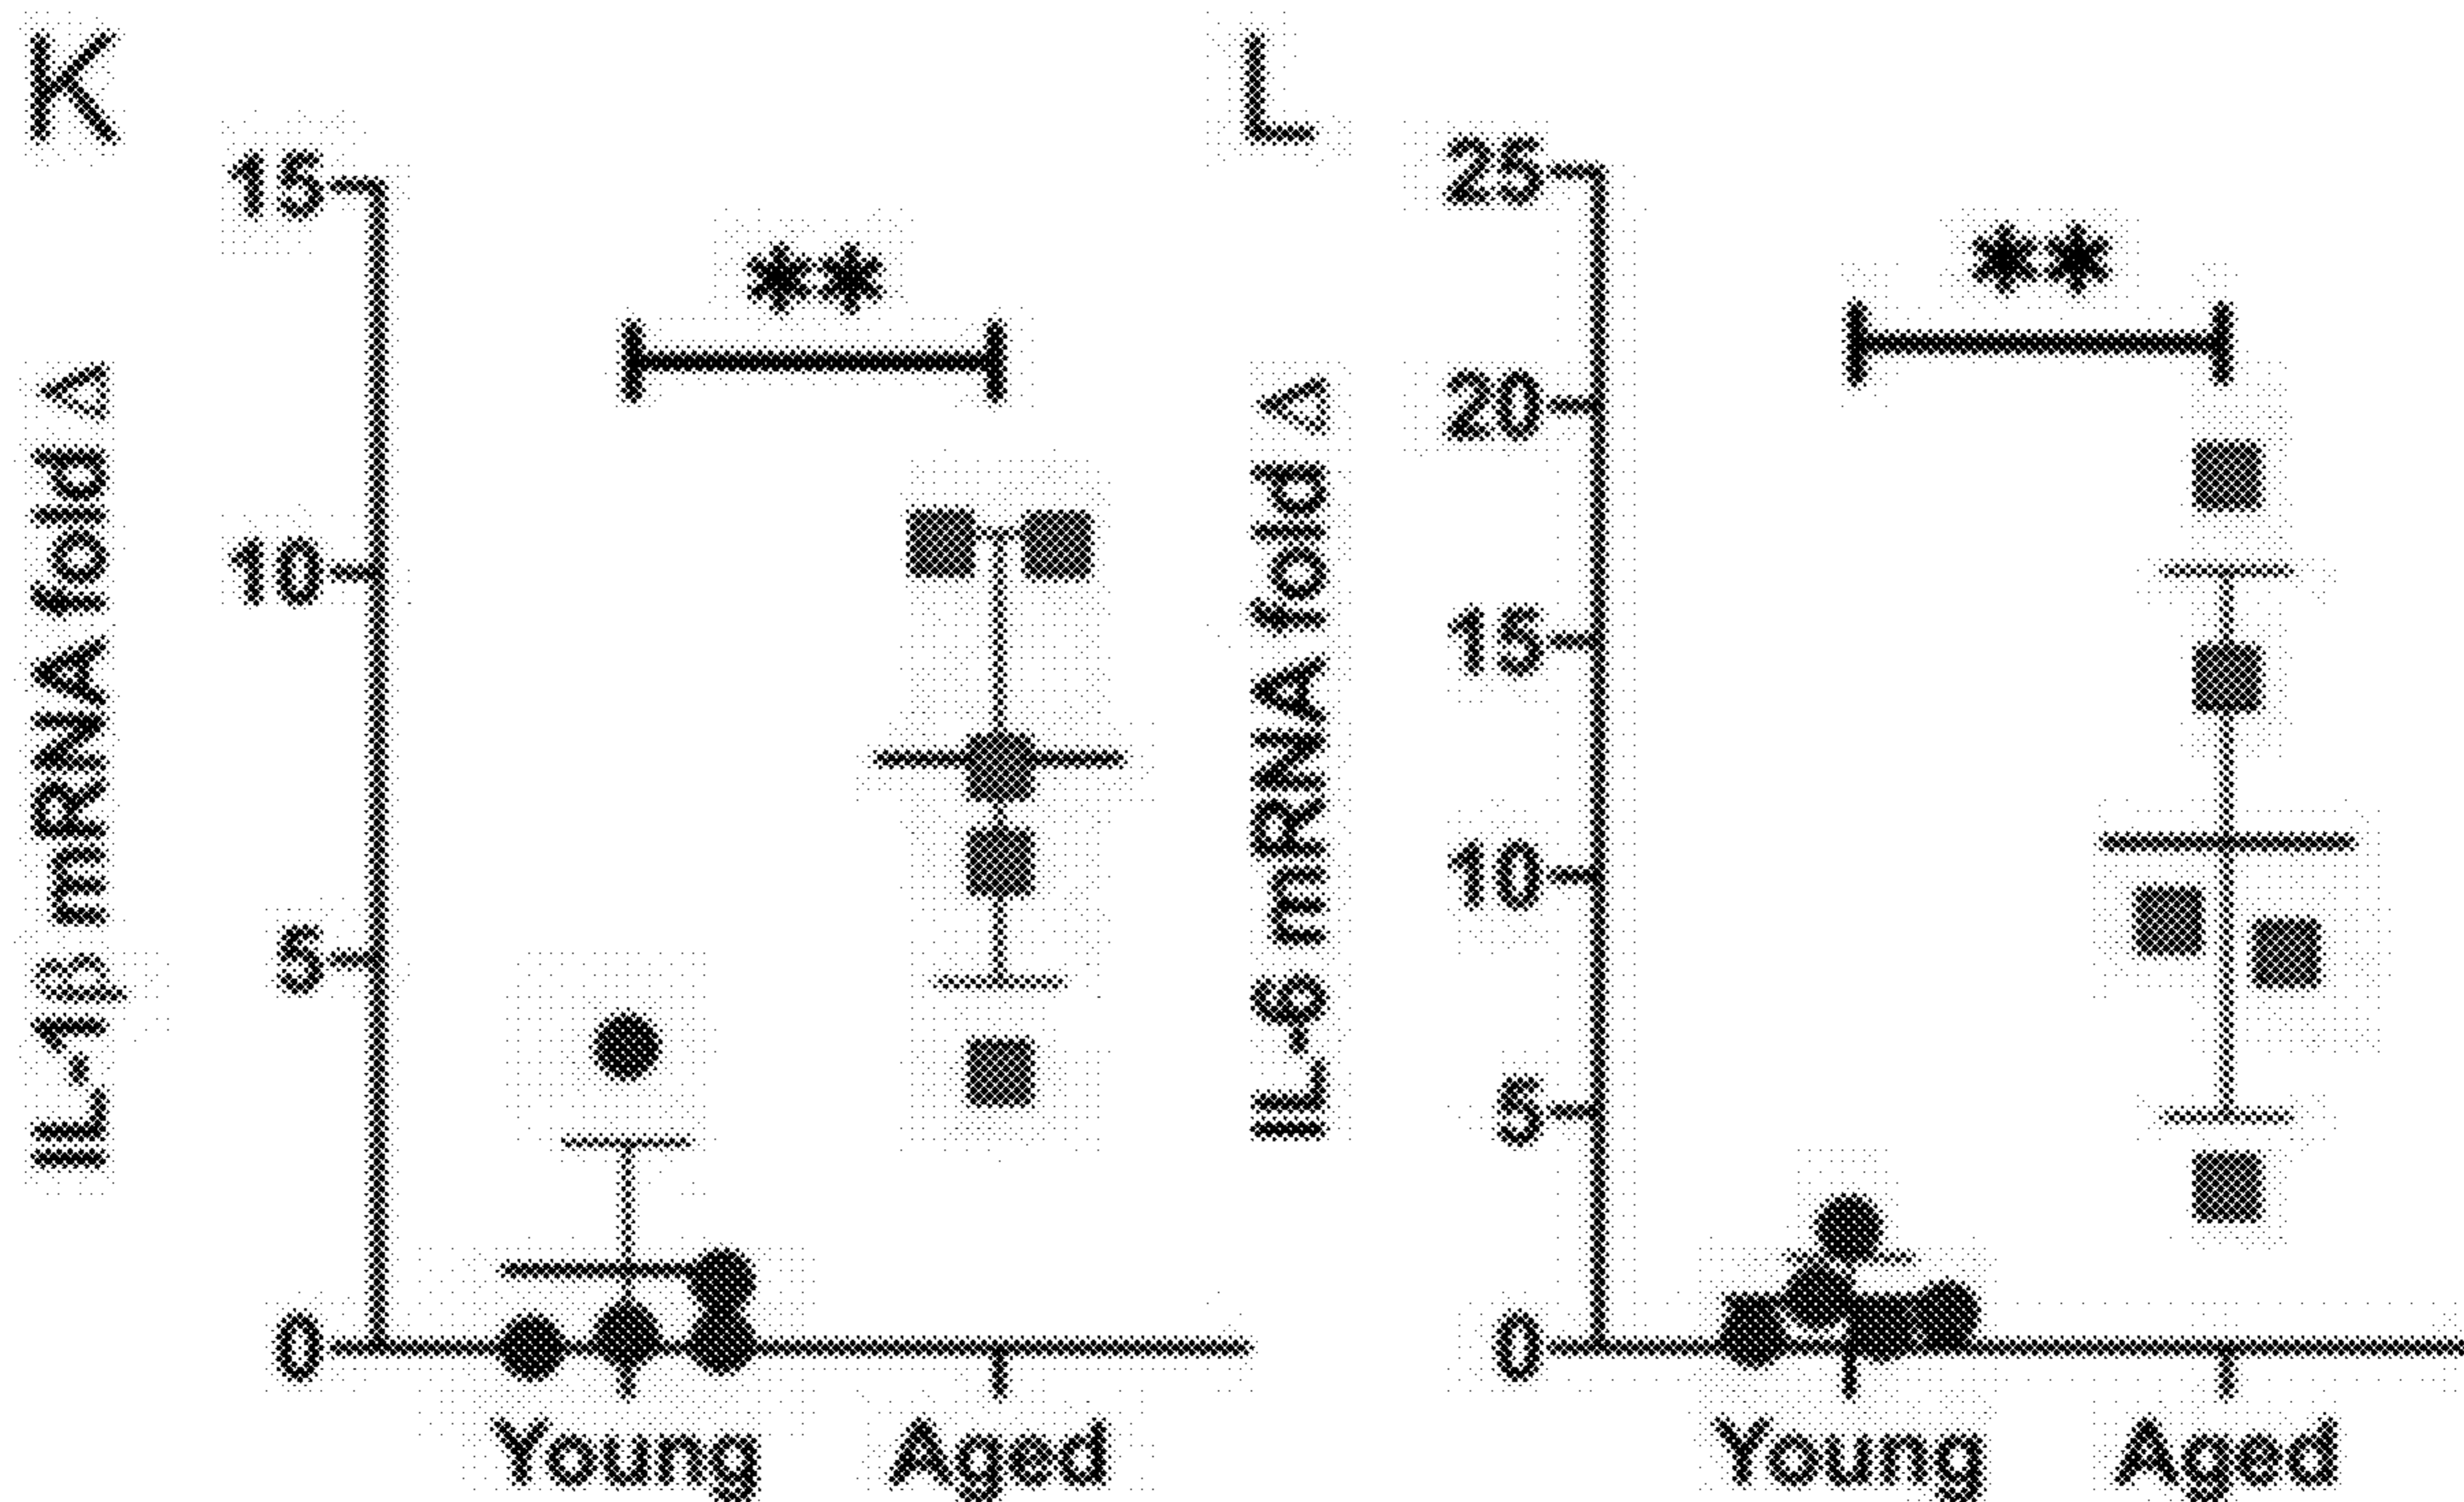 K
IL-1β mRNA fold Δ
15
10
5
0
**
Young Aged
L
IL-6 mRNA fold Δ
25
20
15
10
5
0
**
Young Aged